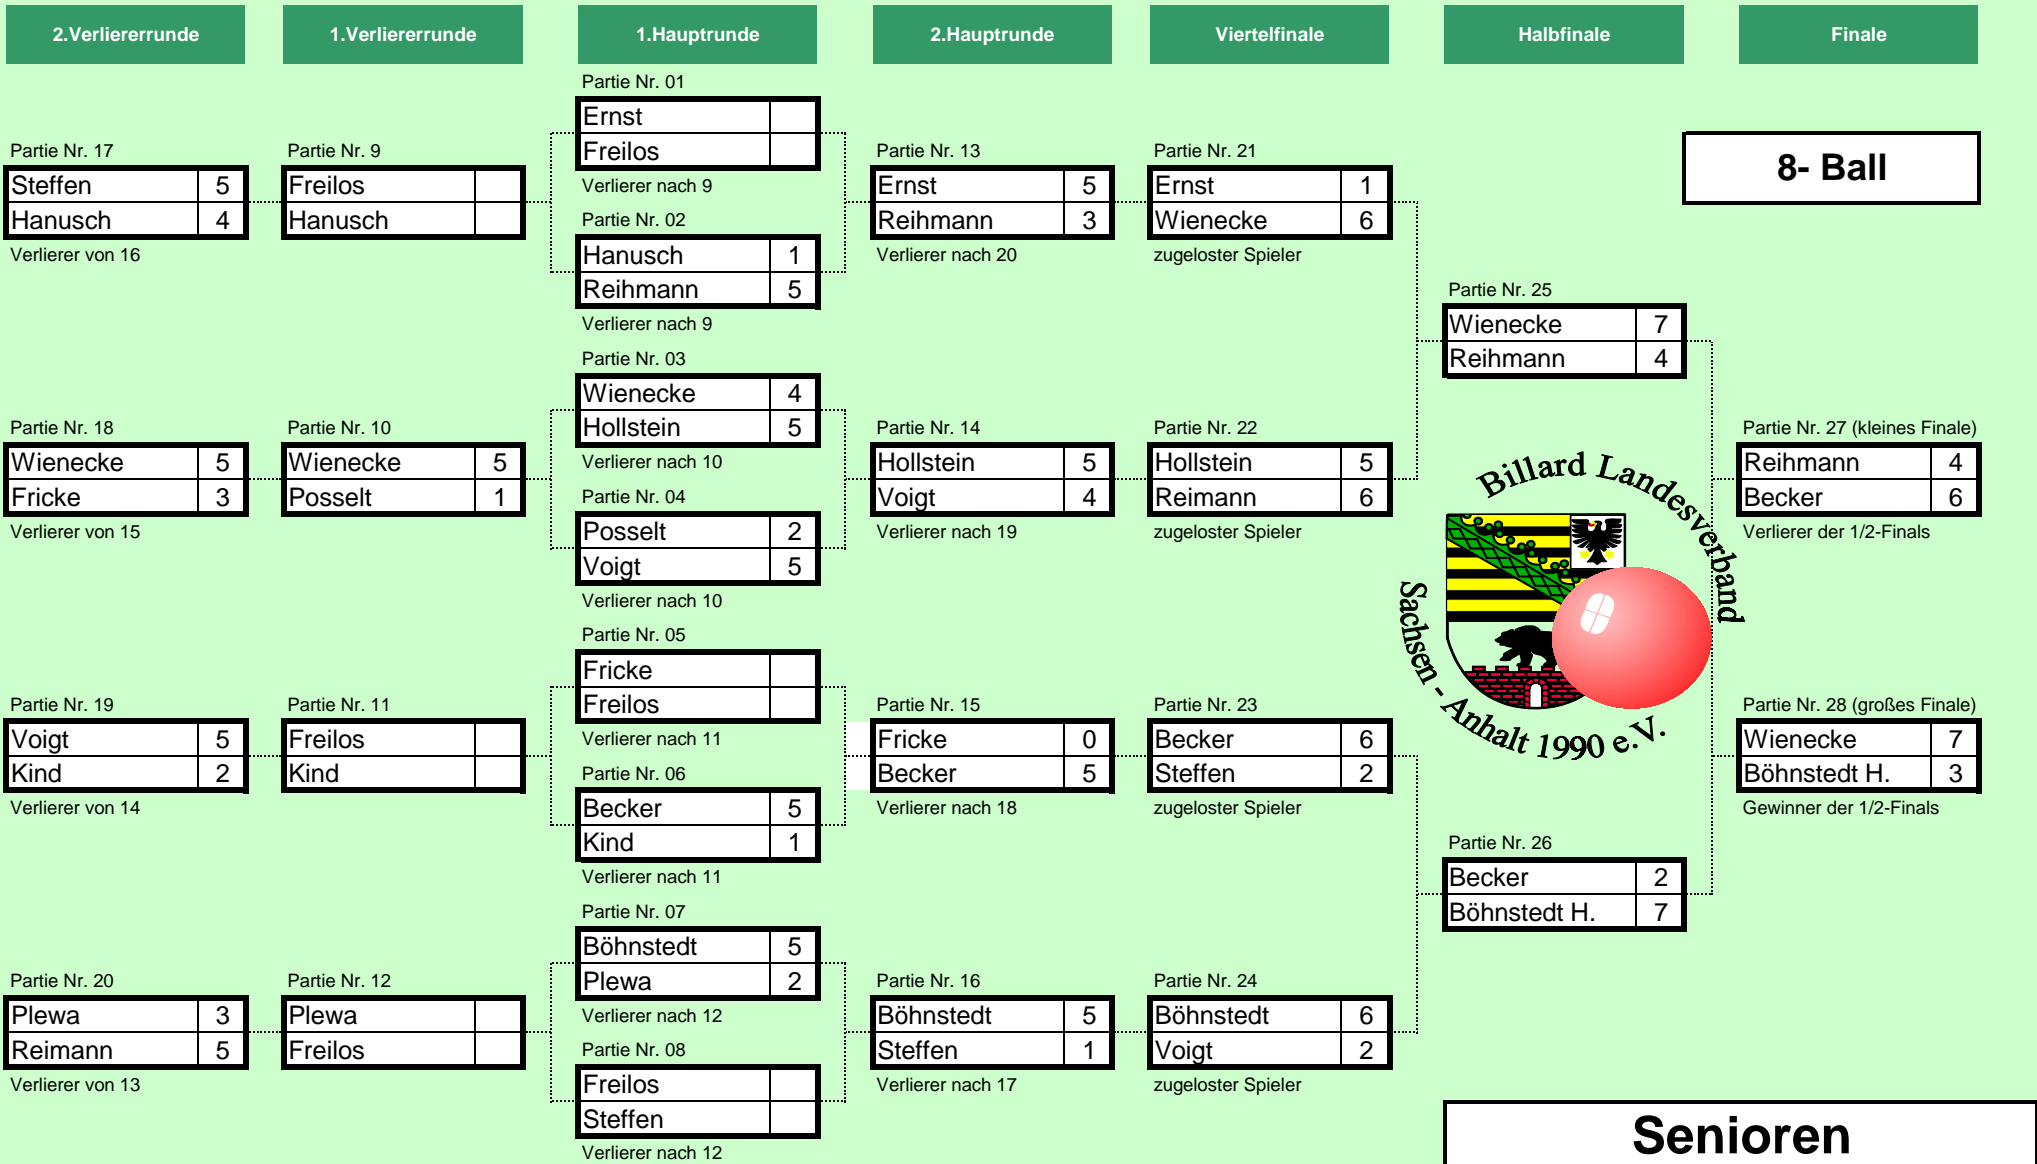 2.Verliererrunde
1.Verliererrunde
1.Hauptrunde
2.Hauptrunde
Viertelfinale
Halbfinale
Finale
8- Ball
Partie Nr. 17
Steffen 5
Hanusch 4
Verlierer von 16
Partie Nr. 18
Wienecke 5
Fricke 3
Verlierer von 15
Partie Nr. 19
Voigt 5
Kind 2
Verlierer von 14
Partie Nr. 20
Plewa 3
Reimann 5
Verlierer von 13
Partie Nr. 9
Freilos
Hanusch
Partie Nr. 10
Wienecke 5
Posselt 1
Partie Nr. 11
Freilos
Kind
Partie Nr. 12
Plewa
Freilos
Partie Nr. 01
Ernst
Freilos
Verlierer nach 9
Partie Nr. 02
Hanusch 1
Reihmann 5
Verlierer nach 9
Partie Nr. 03
Wienecke 4
Hollstein 5
Verlierer nach 10
Partie Nr. 04
Posselt 2
Voigt 5
Verlierer nach 10
Partie Nr. 05
Fricke
Freilos
Verlierer nach 11
Partie Nr. 06
Becker 5
Kind 1
Verlierer nach 11
Partie Nr. 07
Böhnstedt 5
Plewa 2
Verlierer nach 12
Partie Nr. 08
Freilos
Steffen
Verlierer nach 12
Partie Nr. 13
Ernst 5
Reihmann 3
Verlierer nach 20
Partie Nr. 14
Hollstein 5
Voigt 4
Verlierer nach 19
Partie Nr. 15
Fricke 0
Becker 5
Verlierer nach 18
Partie Nr. 16
Böhnstedt 5
Steffen 1
Verlierer nach 17
Partie Nr. 21
Ernst 1
Wienecke 6
zugeloster Spieler
Partie Nr. 22
Hollstein 5
Reimann 6
zugeloster Spieler
Partie Nr. 23
Becker 6
Steffen 2
zugeloster Spieler
Partie Nr. 24
Böhnstedt 6
Voigt 2
zugeloster Spieler
Partie Nr. 25
Wienecke 7
Reihmann 4
Billard Landesverband
Sachsen - Anhalt 1990 e.V.
Partie Nr. 26
Becker 2
Böhnstedt H. 7
Partie Nr. 27 (kleines Finale)
Reihmann 4
Becker 6
Verlierer der 1/2-Finals
Partie Nr. 28 (großes Finale)
Wienecke 7
Böhnstedt H. 3
Gewinner der 1/2-Finals
Senioren